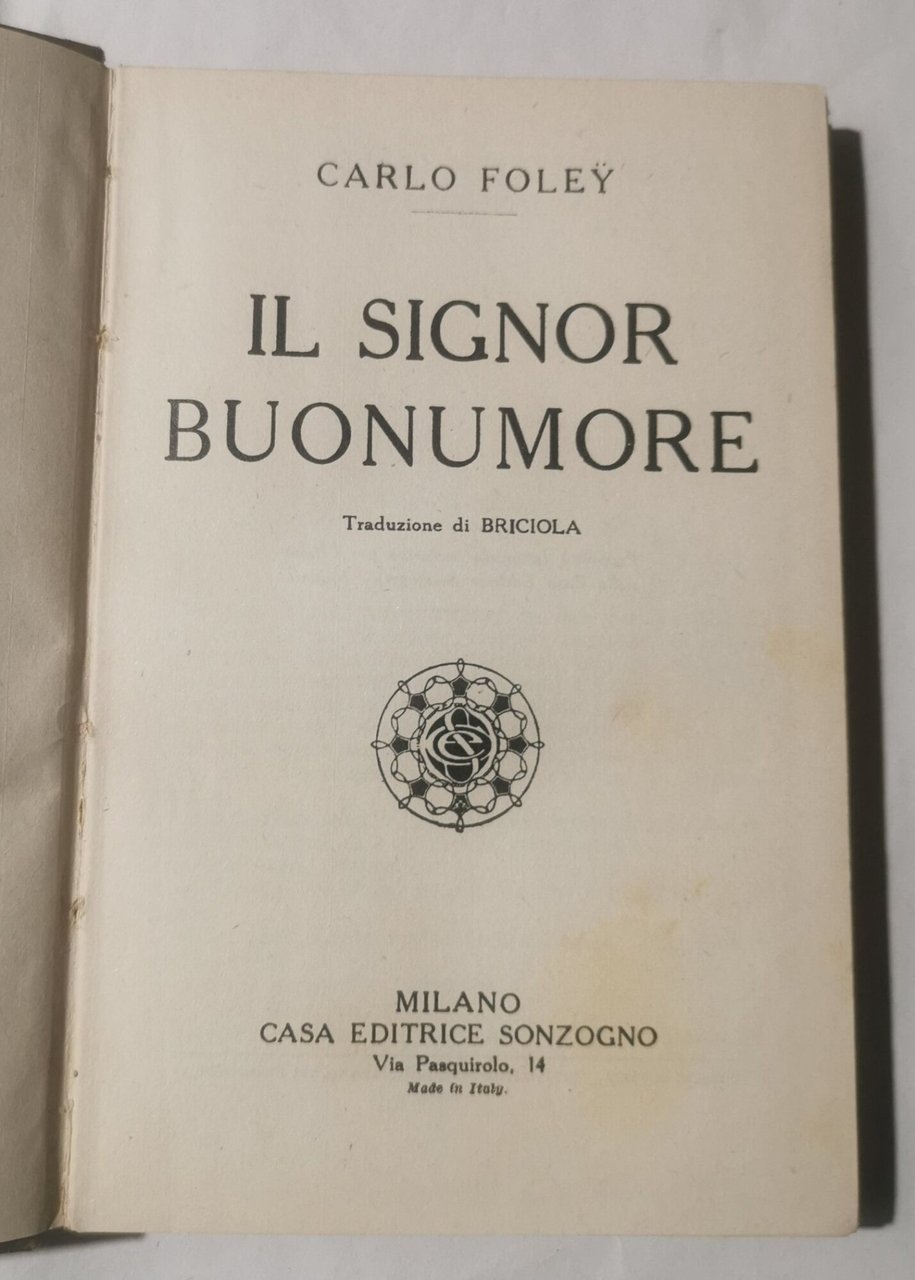 CARLO FOLEŸ
IL SIGNOR
BUONUMORE
Traduzione di BRICIOLA
MILANO
CASA EDITRICE SONZOGNO
Via Pasquirolo, 14
Made in Italy.